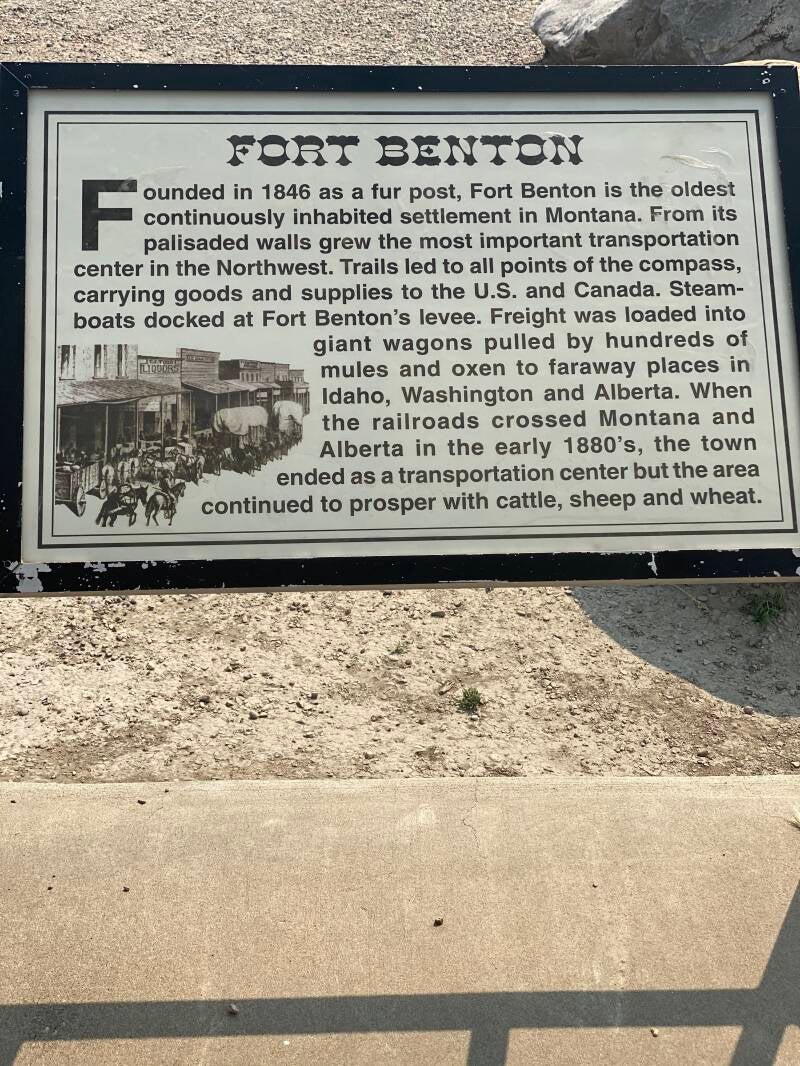 FORT BENTON
Founded in 1846 as a fur post, Fort Benton is the oldest
continuously inhabited settlement in Montana. From its
palisaded walls grew the most important transportation
center in the Northwest. Trails led to all points of the compass,
carrying goods and supplies to the U.S. and Canada. Steam-
boats docked at Fort Benton's levee. Freight was loaded into
giant wagons pulled by hundreds of
mules and oxen to faraway places in
Idaho, Washington and Alberta. When
the railroads crossed Montana and
Alberta in the early 1880's, the town
ended as a transportation center but the area
continued to prosper with cattle, sheep and wheat.
LIQUORS